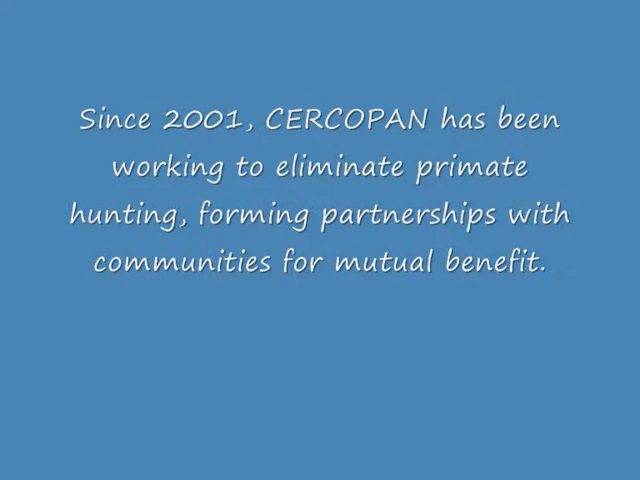 Since 2001, CERCOPAN has been
working to eliminate primate
hunting, forming partnerships with
communities for mutual benefit.